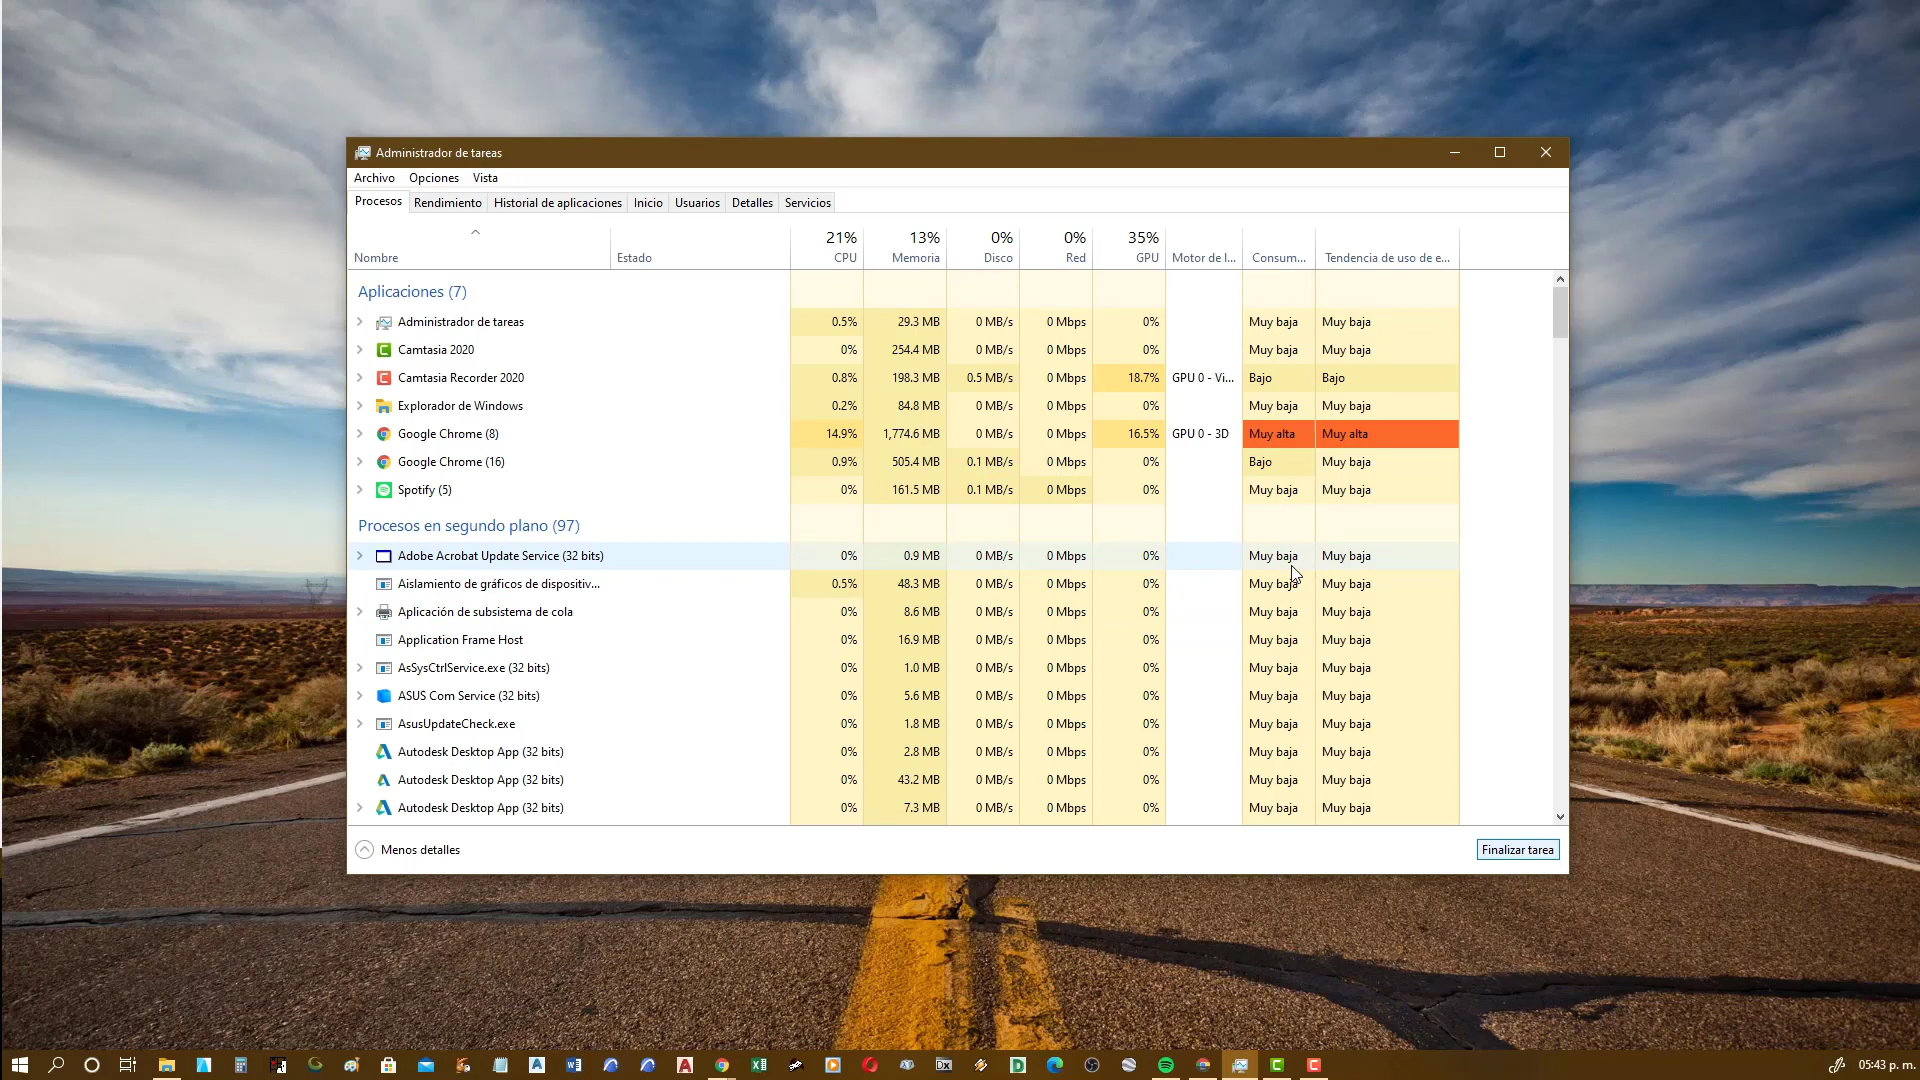 Administrador de tareas
Archivo Opciones Vista
Procesos Rendimiento Historial de aplicaciones Inicio Usuarios Detalles Servicios
21% 13% 0% 0% 35%
Nombre Estado CPU Memoria Disco Red GPU Motor de l... Consum... Tendencia de uso de e...
Aplicaciones (7)
Administrador de tareas 0.5% 29.3 MB 0 MB/s 0 Mbps 0% Muy baja Muy baja
Camtasia 2020 0% 254.4 MB 0 MB/s 0 Mbps 0% Muy baja Muy baja
Camtasia Recorder 2020 0.8% 198.3 MB 0.5 MB/s 0 Mbps 18.7% GPU 0 - Vi... Bajo Bajo
Explorador de Windows 0.2% 84.8 MB 0 MB/s 0 Mbps 0% Muy baja Muy baja
Google Chrome (8) 14.9% 1,774.6 MB 0 MB/s 0 Mbps 16.5% GPU 0 - 3D Muy alta Muy alta
Google Chrome (16) 0.9% 505.4 MB 0.1 MB/s 0 Mbps 0% Bajo Muy baja
Spotify (5) 0% 161.5 MB 0.1 MB/s 0 Mbps 0% Muy baja Muy baja
Procesos en segundo plano (97)
Adobe Acrobat Update Service (32 bits) 0% 0.9 MB 0 MB/s 0 Mbps 0% Muy baja Muy baja
Aislamiento de gráficos de dispositiv... 0.5% 48.3 MB 0 MB/s 0 Mbps 0% Muy baja Muy baja
Aplicación de subsistema de cola 0% 8.6 MB 0 MB/s 0 Mbps 0% Muy baja Muy baja
Application Frame Host 0% 16.9 MB 0 MB/s 0 Mbps 0% Muy baja Muy baja
AsSysCtrlService.exe (32 bits) 0% 1.0 MB 0 MB/s 0 Mbps 0% Muy baja Muy baja
ASUS Com Service (32 bits) 0% 5.6 MB 0 MB/s 0 Mbps 0% Muy baja Muy baja
AsusUpdateCheck.exe 0% 1.8 MB 0 MB/s 0 Mbps 0% Muy baja Muy baja
Autodesk Desktop App (32 bits) 0% 2.8 MB 0 MB/s 0 Mbps 0% Muy baja Muy baja
Autodesk Desktop App (32 bits) 0% 43.2 MB 0 MB/s 0 Mbps 0% Muy baja Muy baja
Autodesk Desktop App (32 bits) 0% 7.3 MB 0 MB/s 0 Mbps 0% Muy baja Muy baja
Menos detalles Finalizar tarea
05:43 p. m.